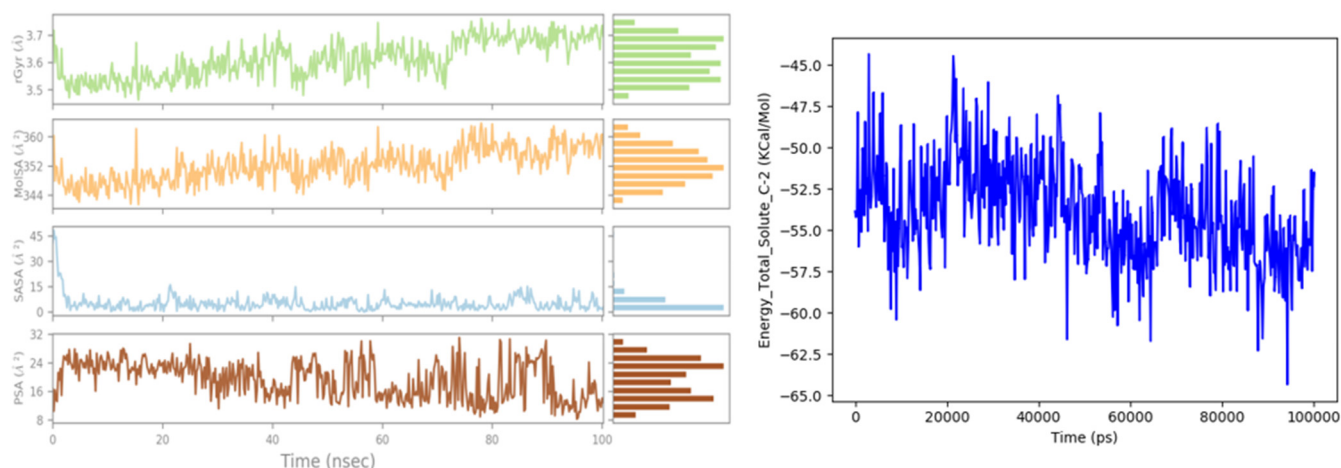 rGyr (Å)
3.7
3.6
3.5
MolSA (Å²)
360
352
344
SASA (Å²)
45
30
15
0
PSA (Å²)
32
24
16
8
0 20 40 60 80 100
Time (nsec)
Energy_Total_Solute_C-2 (KCal/Mol)
−45.0
−47.5
−50.0
−52.5
−55.0
−57.5
−60.0
−62.5
−65.0
0 20000 40000 60000 80000 100000
Time (ps)